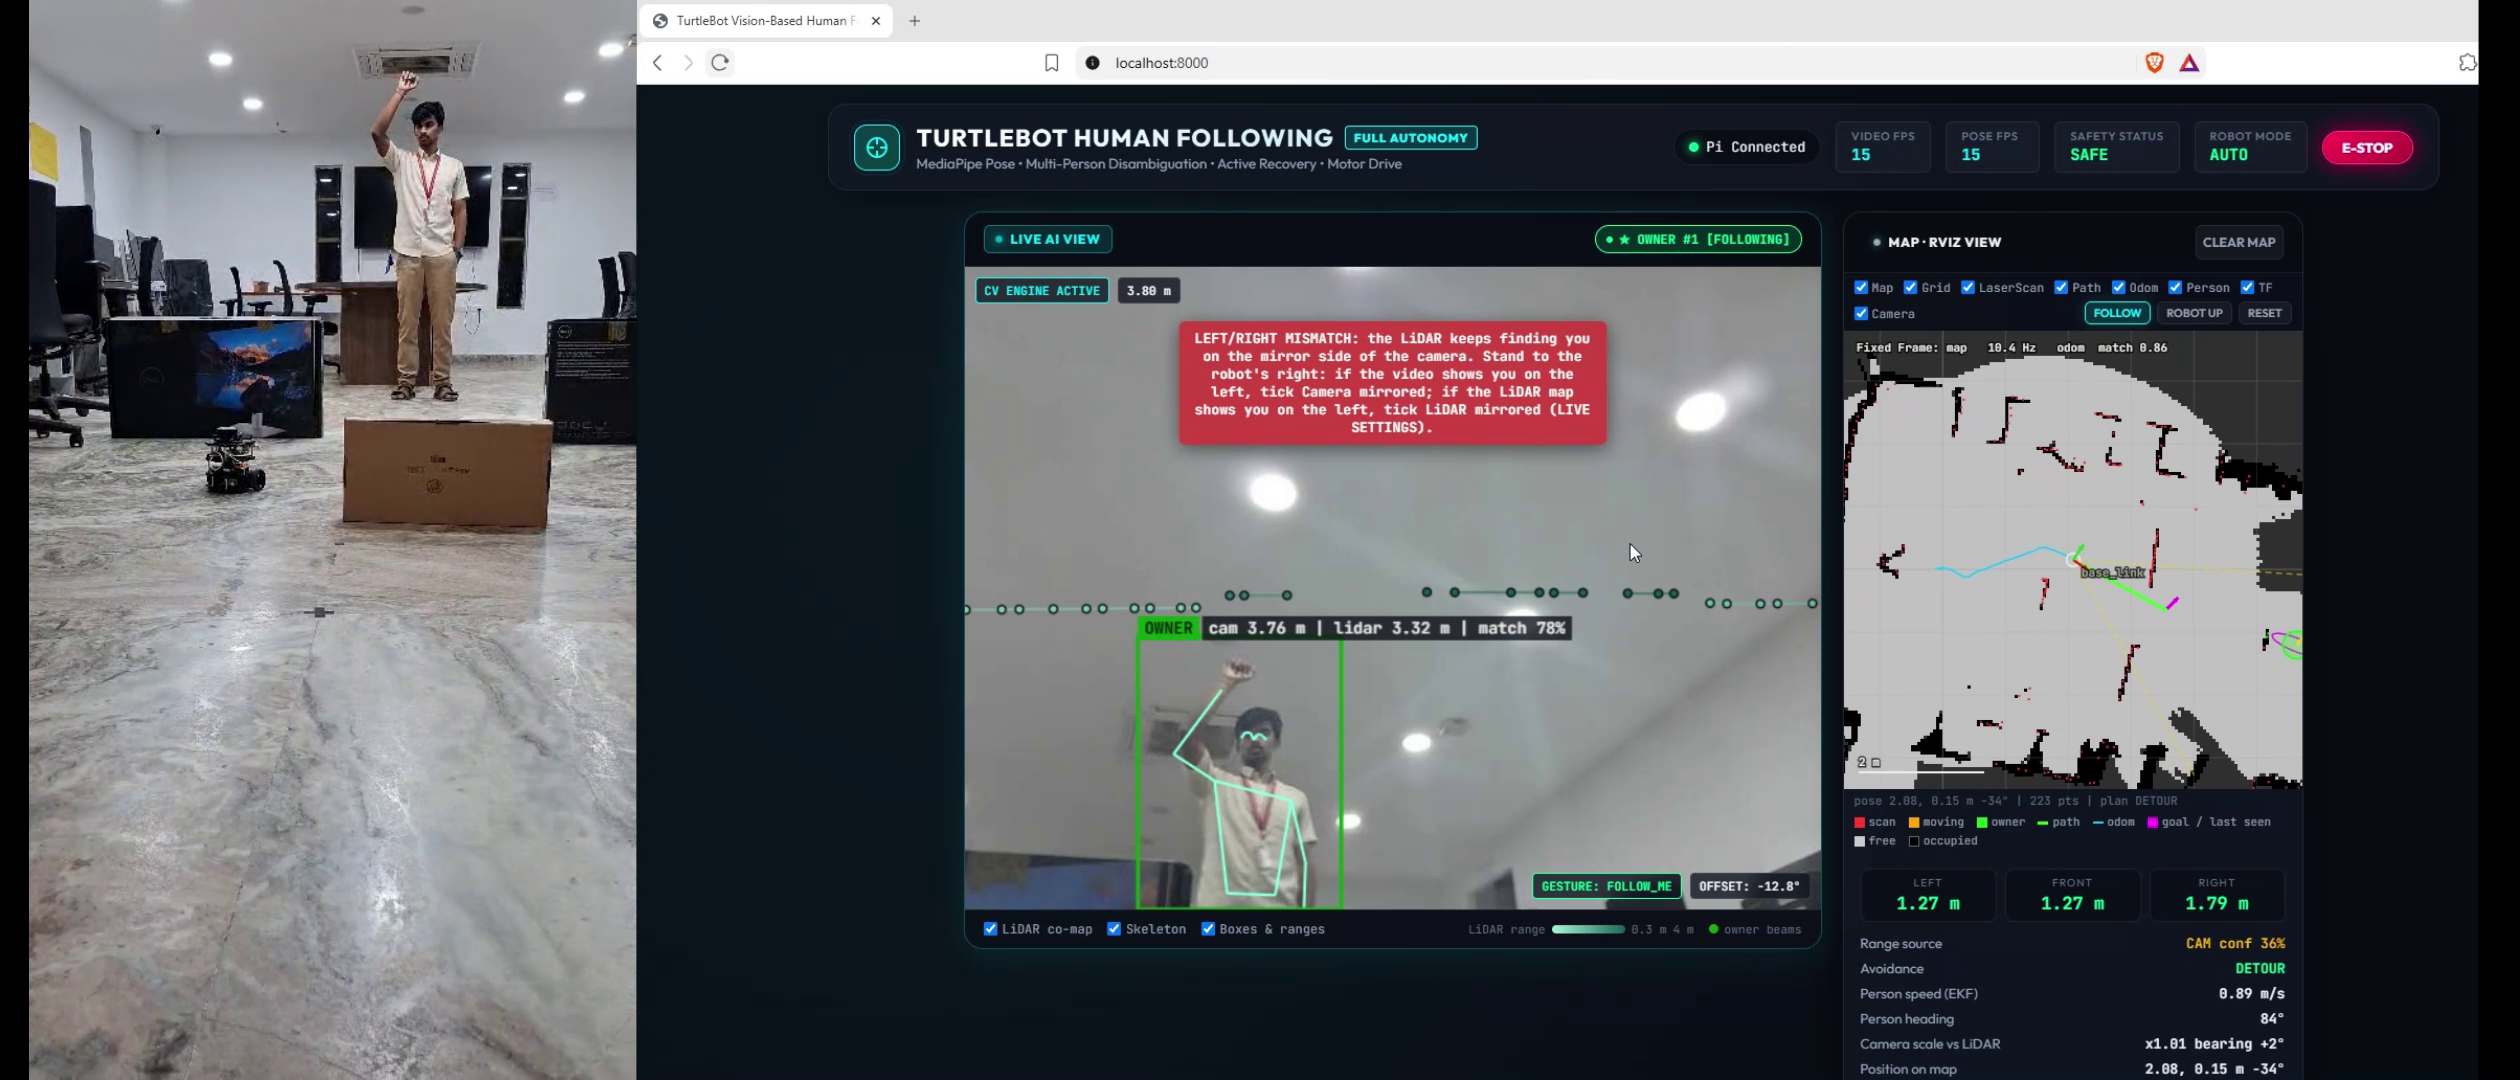 TurtleBot Vision-Based Human F
localhost:8000
TURTLEBOT HUMAN FOLLOWING
FULL AUTONOMY
MediaPipe Pose • Multi-Person Disambiguation • Active Recovery • Motor Drive
Pi Connected
VIDEO FPS
15
POSE FPS
15
SAFETY STATUS
SAFE
ROBOT MODE
AUTO
E-STOP
LIVE AI VIEW
★ OWNER #1 [FOLLOWING]
CV ENGINE ACTIVE
3.80 m
LEFT/RIGHT MISMATCH: the LiDAR keeps finding you
on the mirror side of the camera. Stand to the
robot's right: if the video shows you on the
left, tick Camera mirrored; if the LiDAR map
shows you on the left, tick LiDAR mirrored (LIVE
SETTINGS).
OWNER
cam 3.76 m | lidar 3.32 m | match 78%
GESTURE: FOLLOW_ME
OFFSET: -12.8°
LiDAR co-map
Skeleton
Boxes & ranges
LiDAR range
0.3 m 4 m
owner beams
MAP · RVIZ VIEW
CLEAR MAP
Map
Grid
LaserScan
Path
Odom
Person
TF
Camera
FOLLOW
ROBOT UP
RESET
Fixed Frame: map 10.4 Hz odom match 0.86
base_link
2
pose 2.08, 0.15 m -34° | 223 pts | plan DETOUR
scan
moving
owner
path
odom
goal / last seen
free
occupied
LEFT
1.27 m
FRONT
1.27 m
RIGHT
1.79 m
Range source
CAM conf 36%
Avoidance
DETOUR
Person speed (EKF)
0.89 m/s
Person heading
84°
Camera scale vs LiDAR
x1.01 bearing +2°
Position on map
2.08, 0.15 m -34°